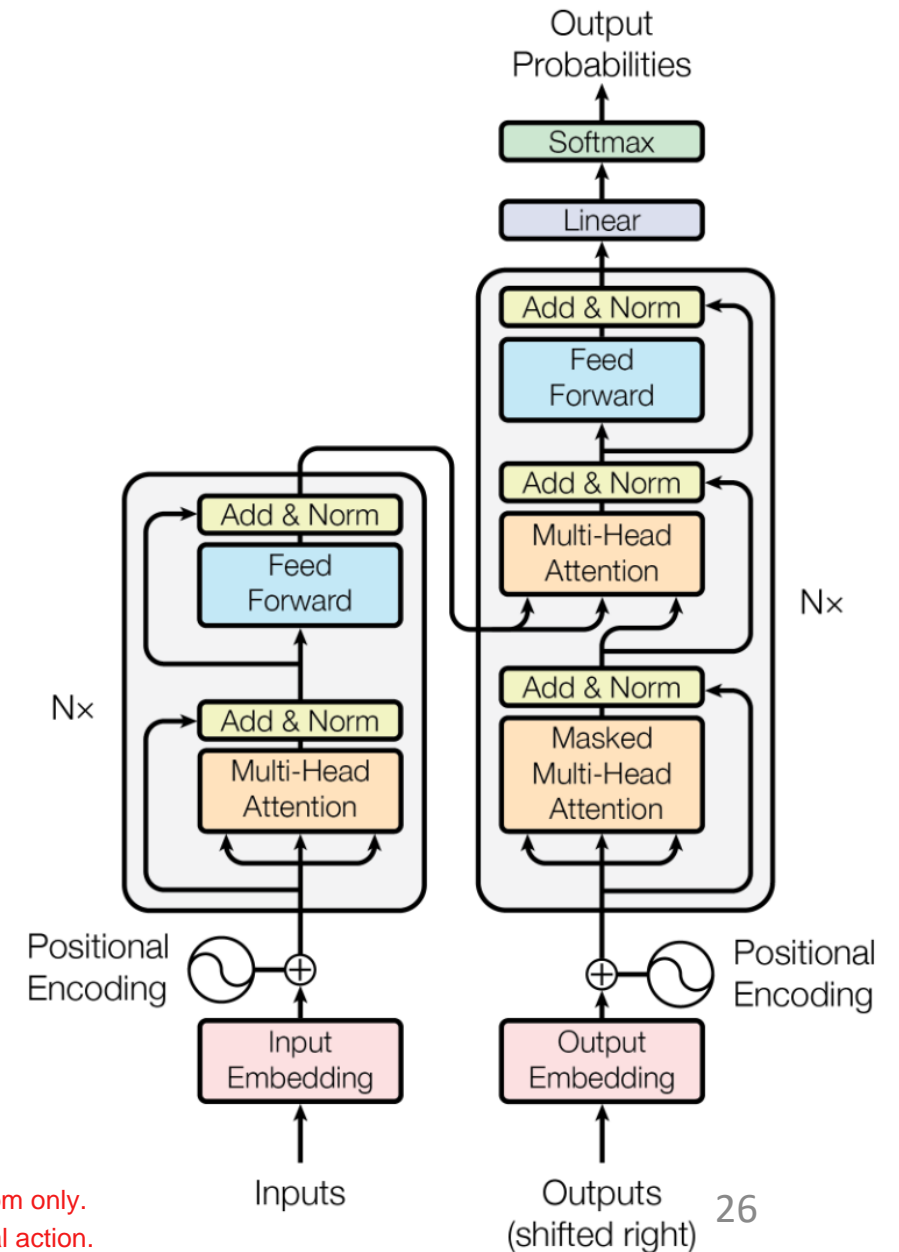 Output
Probabilities
Softmax
Linear
Add & Norm
Feed
Forward
Add & Norm
Multi-Head
Attention
Nx
Add & Norm
Masked
Multi-Head
Attention
Add & Norm
Feed
Forward
Nx
Add & Norm
Multi-Head
Attention
Positional
Encoding
Positional
Encoding
Input
Embedding
Output
Embedding
Inputs
Outputs
(shifted right)
26
only.
action.